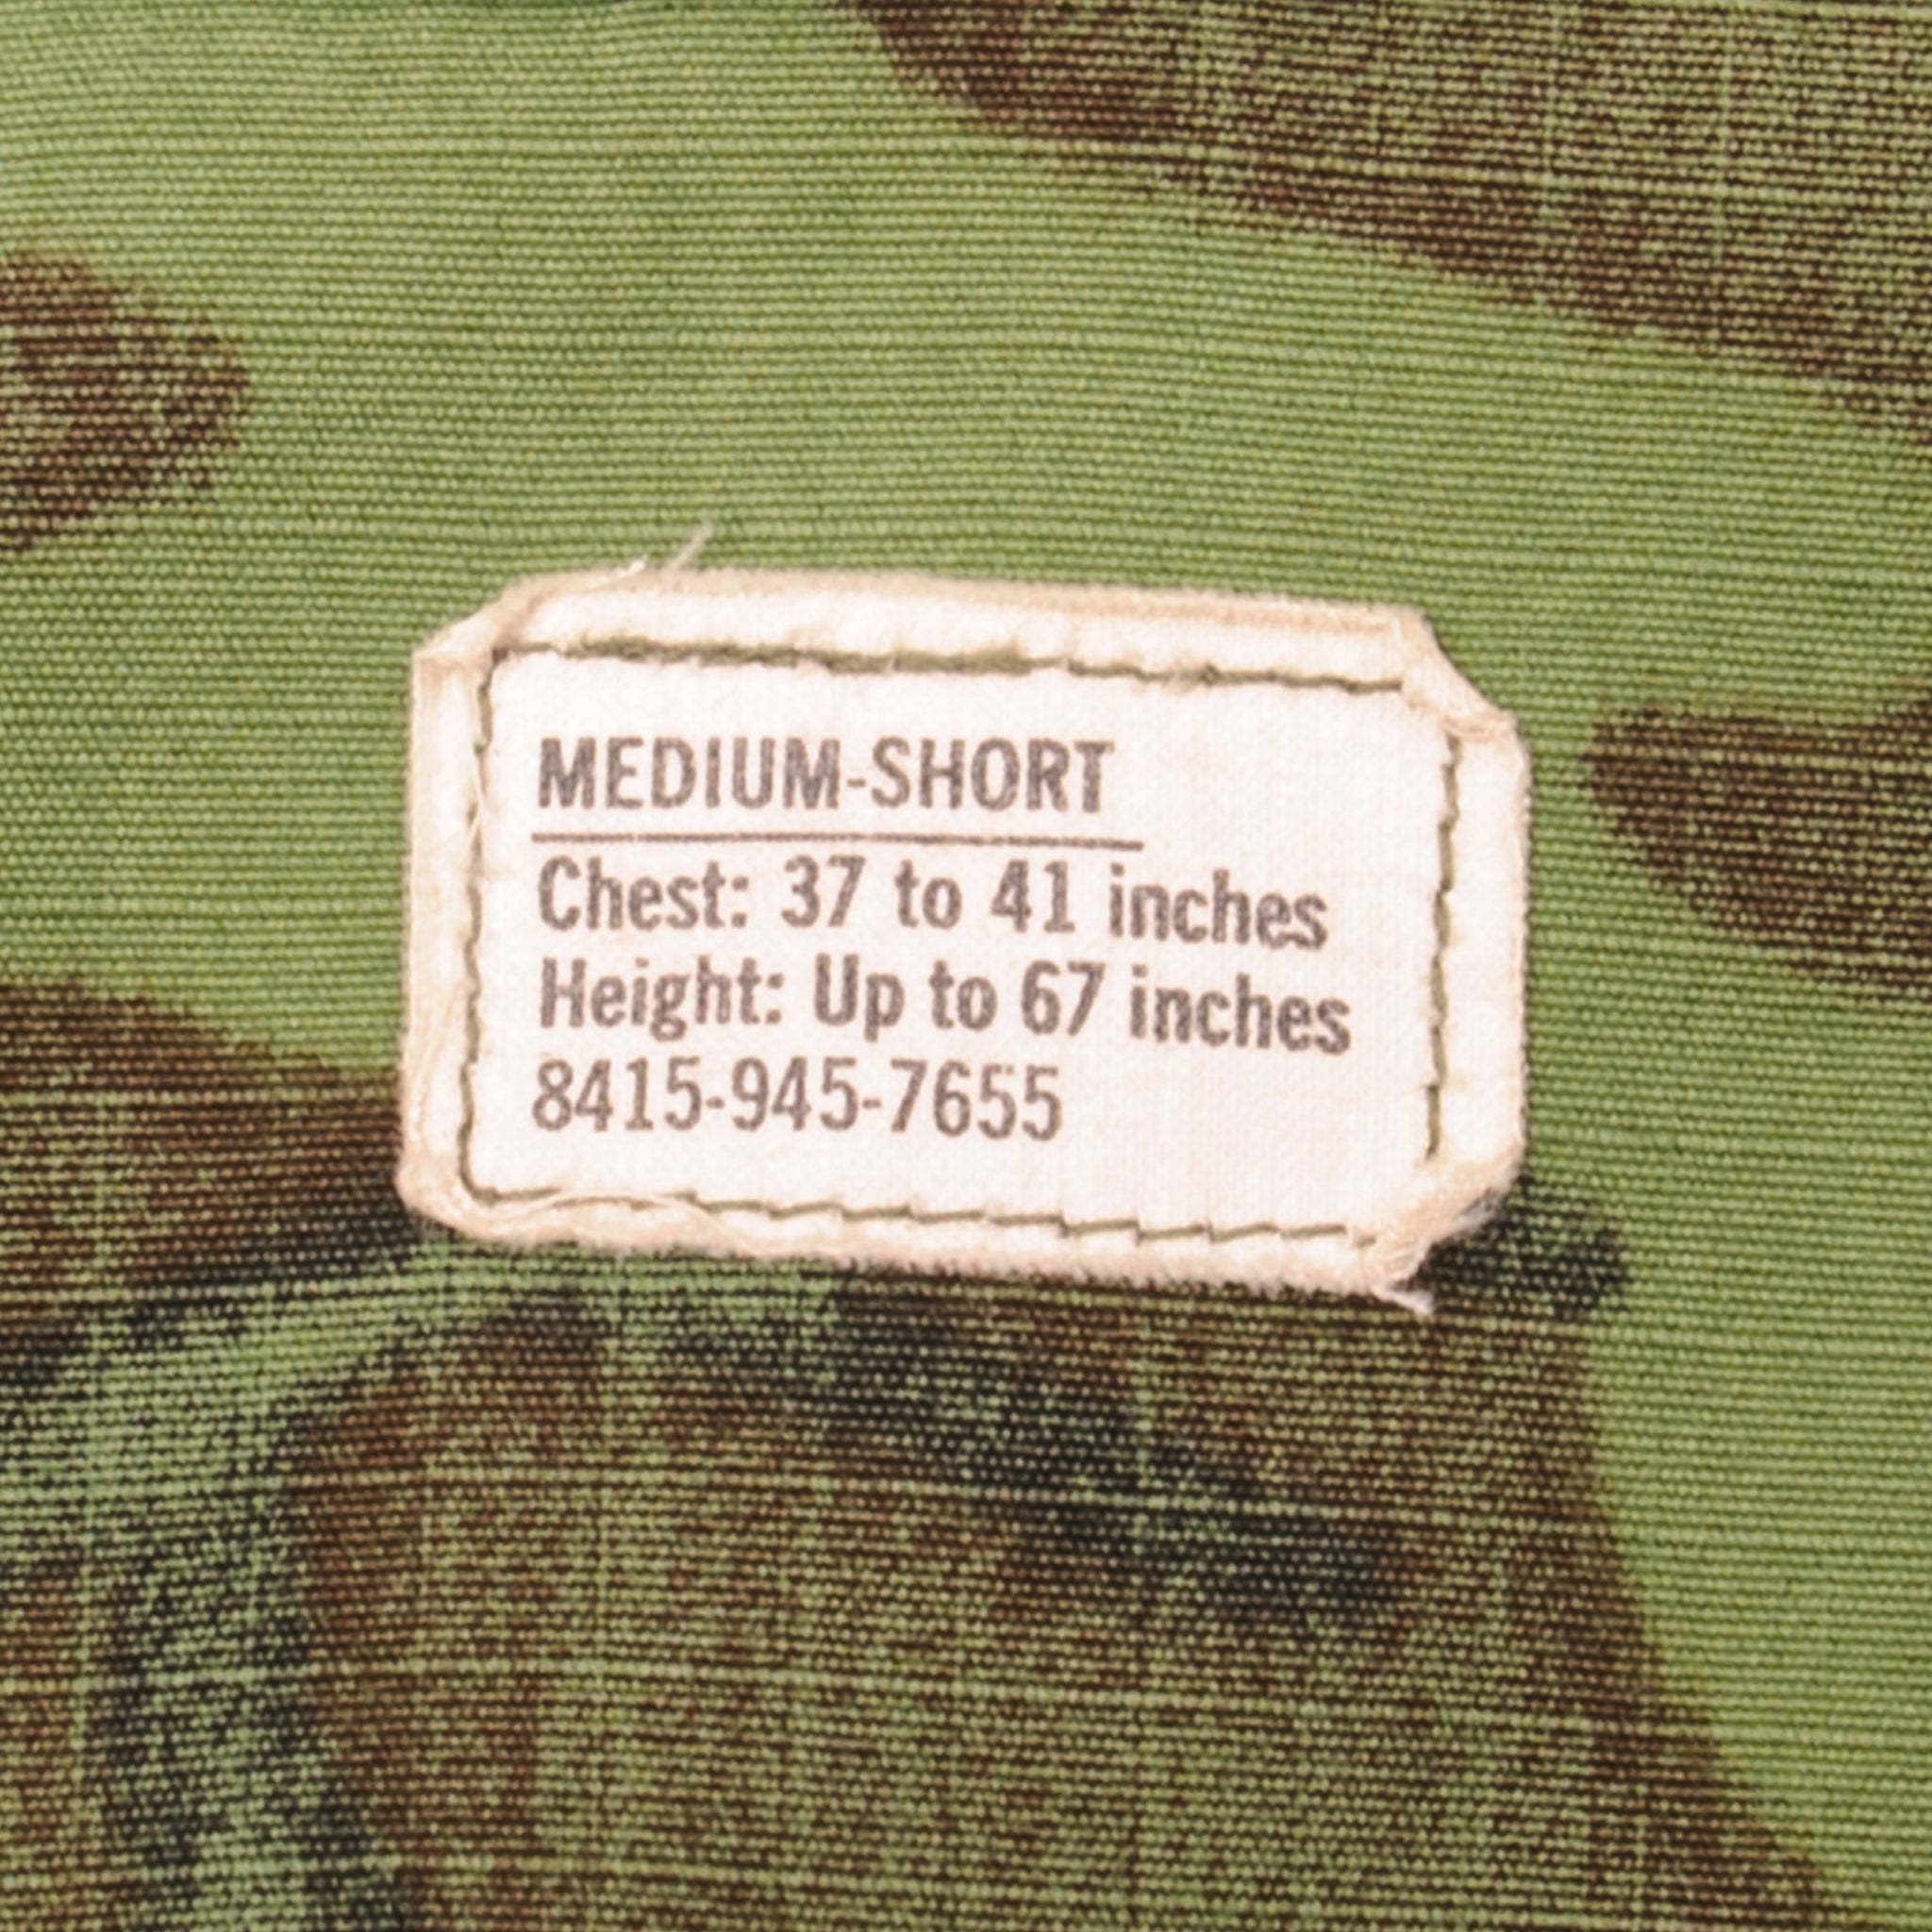 MEDIUM-SHORT
Chest: 37 to 41 inches
Height: Up to 67 inches
8415-945-7655